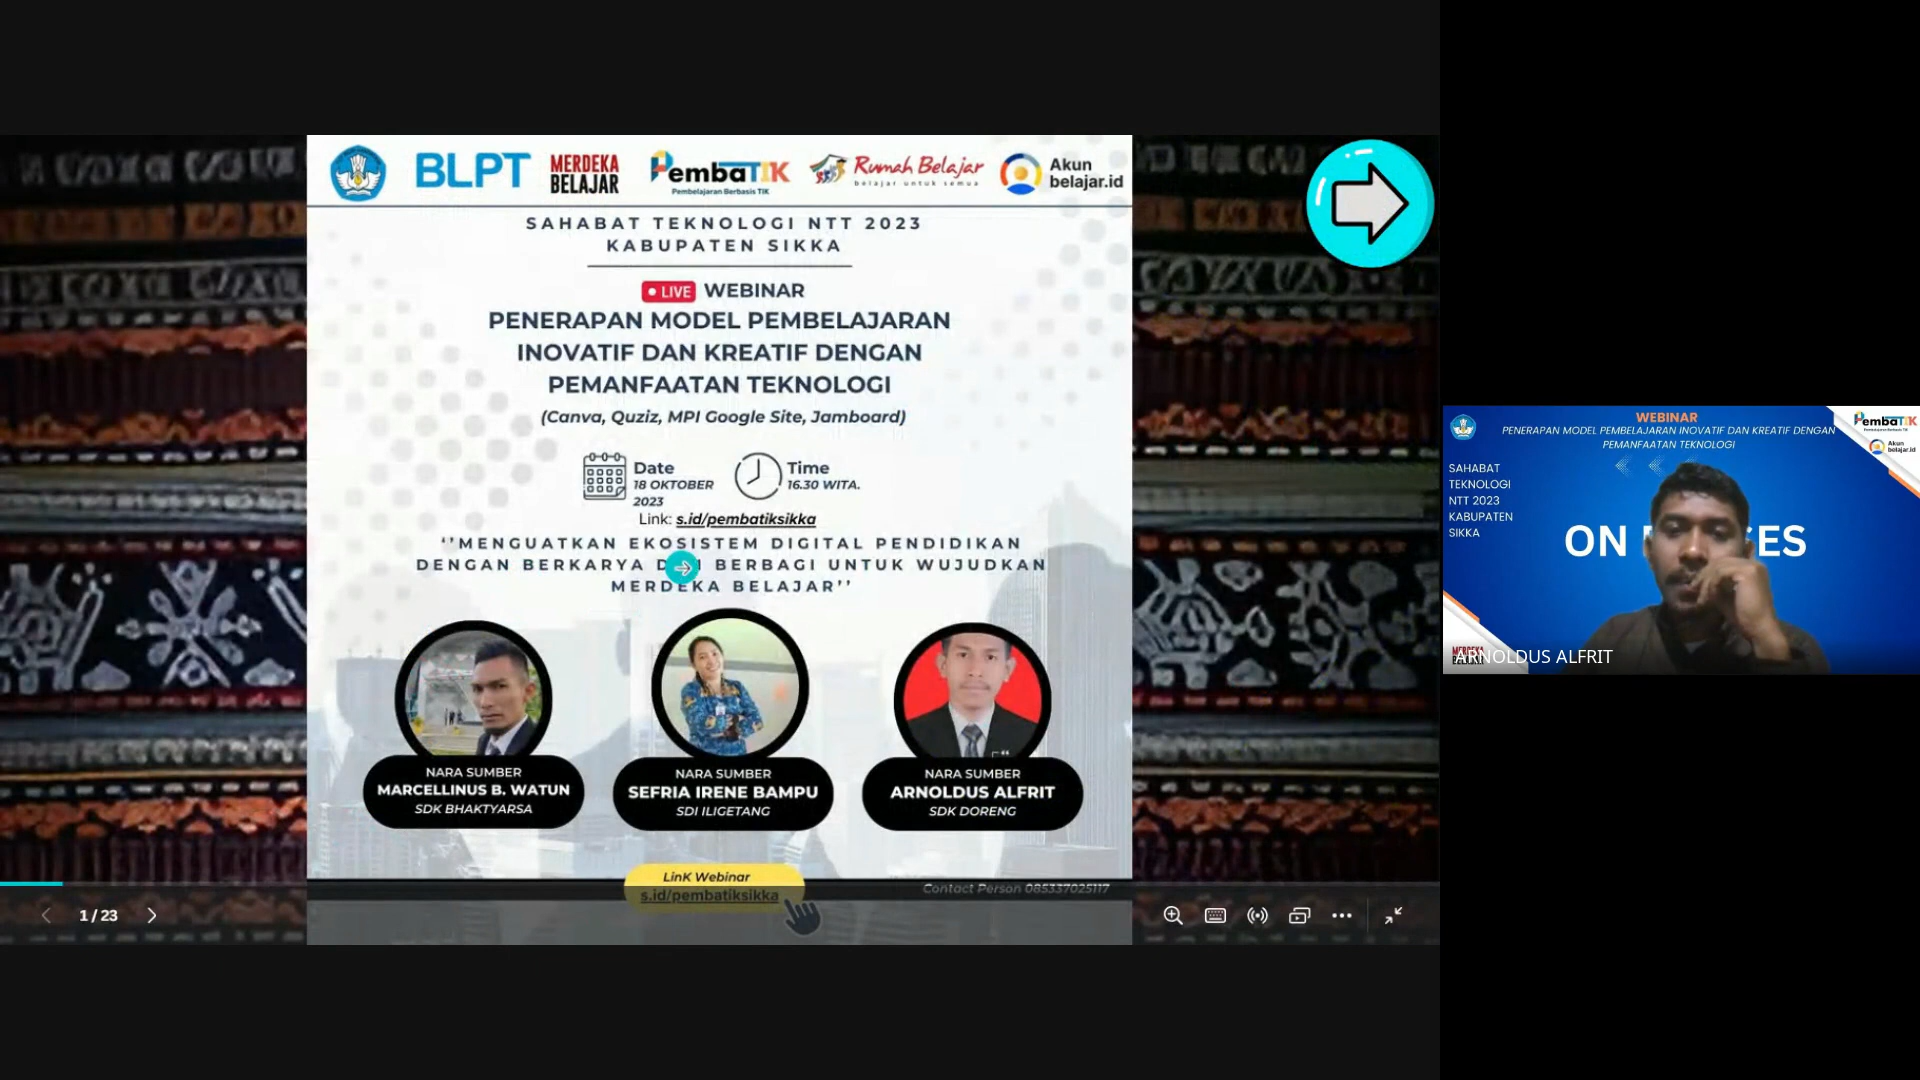 BLPT
MERDEKA
BELAJAR
PembaTIK
Pembelajaran Berbasis TIK
Rumah Belajar
belajar untuk semua
Akun
belajar.id
SAHABAT TEKNOLOGI NTT 2023
KABUPATEN SIKKA
LIVE WEBINAR
PENERAPAN MODEL PEMBELAJARAN
INOVATIF DAN KREATIF DENGAN
PEMANFAATAN TEKNOLOGI
(Canva, Quziz, MPI Google Site, Jamboard)
Date
18 OKTOBER
2023
Time
16.30 WITA.
Link: s.id/pembatiksikka
‘’MENGUATKAN EKOSISTEM DIGITAL PENDIDIKAN
DENGAN BERKARYA BERBAGI UNTUK WUJUDKAN
MERDEKA BELAJAR’’
NARA SUMBER
MARCELLINUS B. WATUN
SDK BHAKTYARSA
NARA SUMBER
SEFRIA IRENE BAMPU
SDI ILIGETANG
NARA SUMBER
ARNOLDUS ALFRIT
SDK DORENG
LinK Webinar
s.id/pembatiksikka
Contact Person 085337025117
1 / 23
WEBINAR
PENERAPAN MODEL PEMBELAJARAN INOVATIF DAN KREATIF DENGAN
PEMANFAATAN TEKNOLOGI
PembaTIK
Akun
belajar.id
SAHABAT
TEKNOLOGI
NTT 2023
KABUPATEN
SIKKA
ON ES
ARNOLDUS ALFRIT